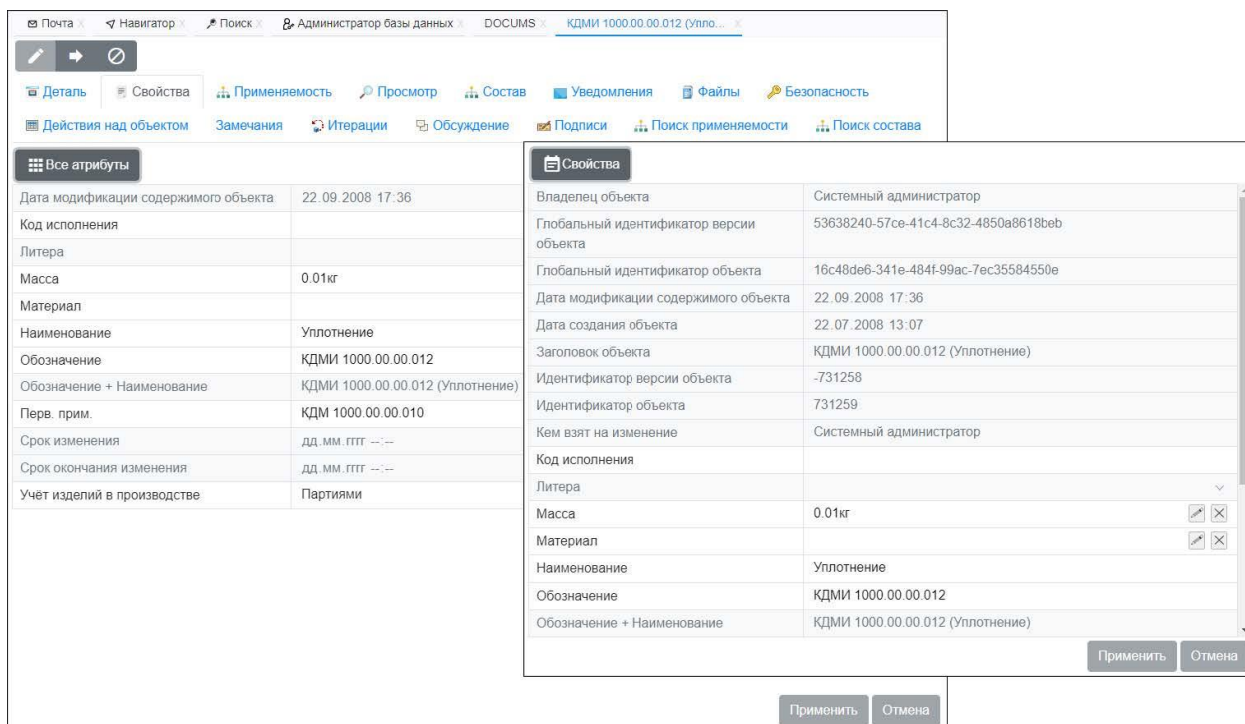 Почта Навигатор Поиск Администратор базы данных DOCUMS КДМИ 1000.00.00.012 (Упло...
Деталь Свойства Применяемость Просмотр Состав Уведомления Файлы Безопасность
Действия над объектом Замечания Итерации Обсуждение Подписи Поиск применяемости Поиск состава
Все атрибуты
Дата модификации содержимого объекта 22.09.2008 17:36
Код исполнения
Литера
Масса 0.01кг
Материал
Наименование Уплотнение
Обозначение КДМИ 1000.00.00.012
Обозначение + Наименование КДМИ 1000.00.00.012 (Уплотнение)
Перв. прим. КДМ 1000.00.00.010
Срок изменения дд.мм.гггг --:--
Срок окончания изменения дд.мм.гггг --:--
Учёт изделий в производстве Партиями
Применить Отмена
Свойства
Владелец объекта Системный администратор
Глобальный идентификатор версии 53638240-57ce-41c4-8c32-4850a8618beb
объекта
Глобальный идентификатор объекта 16c48de6-341e-484f-99ac-7ec35584550e
Дата модификации содержимого объекта 22.09.2008 17:36
Дата создания объекта 22.07.2008 13:07
Заголовок объекта КДМИ 1000.00.00.012 (Уплотнение)
Идентификатор версии объекта -731258
Идентификатор объекта 731259
Кем взят на изменение Системный администратор
Код исполнения
Литера
Масса 0.01кг
Материал
Наименование Уплотнение
Обозначение КДМИ 1000.00.00.012
Обозначение + Наименование КДМИ 1000.00.00.012 (Уплотнение)
Применить Отмена